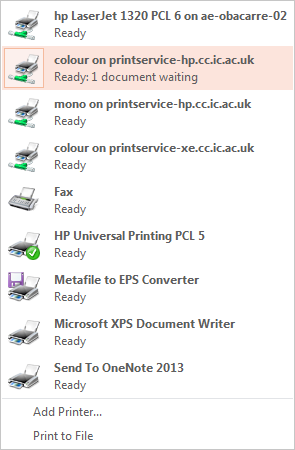 hp LaserJet 1320 PCL 6 on ae-obacarre-02
Ready
colour on printservice-hp.cc.ic.ac.uk
Ready: 1 document waiting
mono on printservice-hp.cc.ic.ac.uk
Ready
colour on printservice-xe.cc.ic.ac.uk
Ready
Fax
Ready
HP Universal Printing PCL 5
Ready
Metafile to EPS Converter
Ready
Microsoft XPS Document Writer
Ready
Send To OneNote 2013
Ready
Add Printer...
Print to File